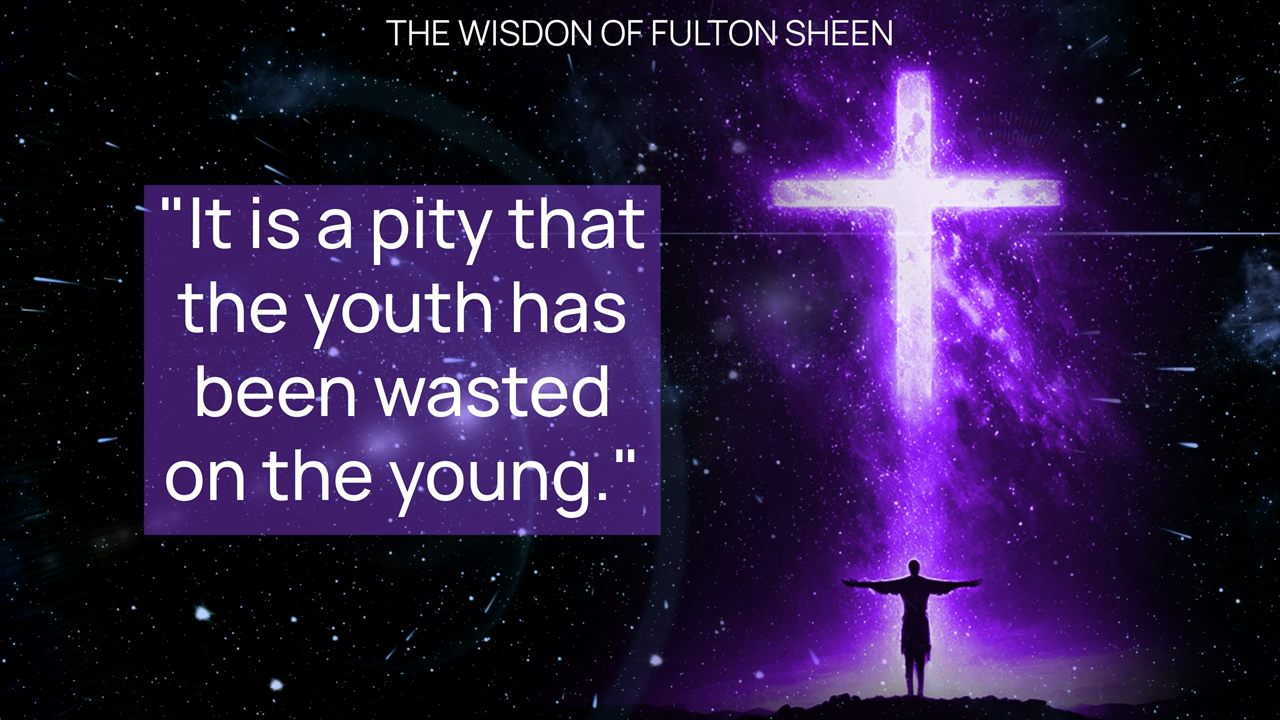 THE WISDON OF FULTON SHEEN
"It is a pity that
the youth has
been wasted
on the young."